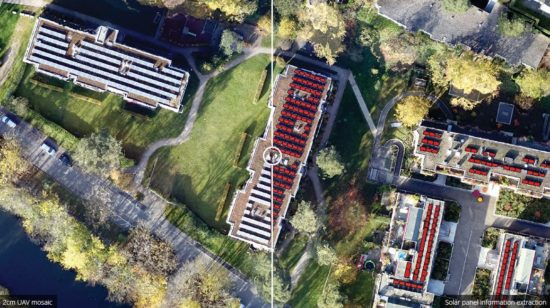 2cm UAV mosaic
Solar panel information extraction